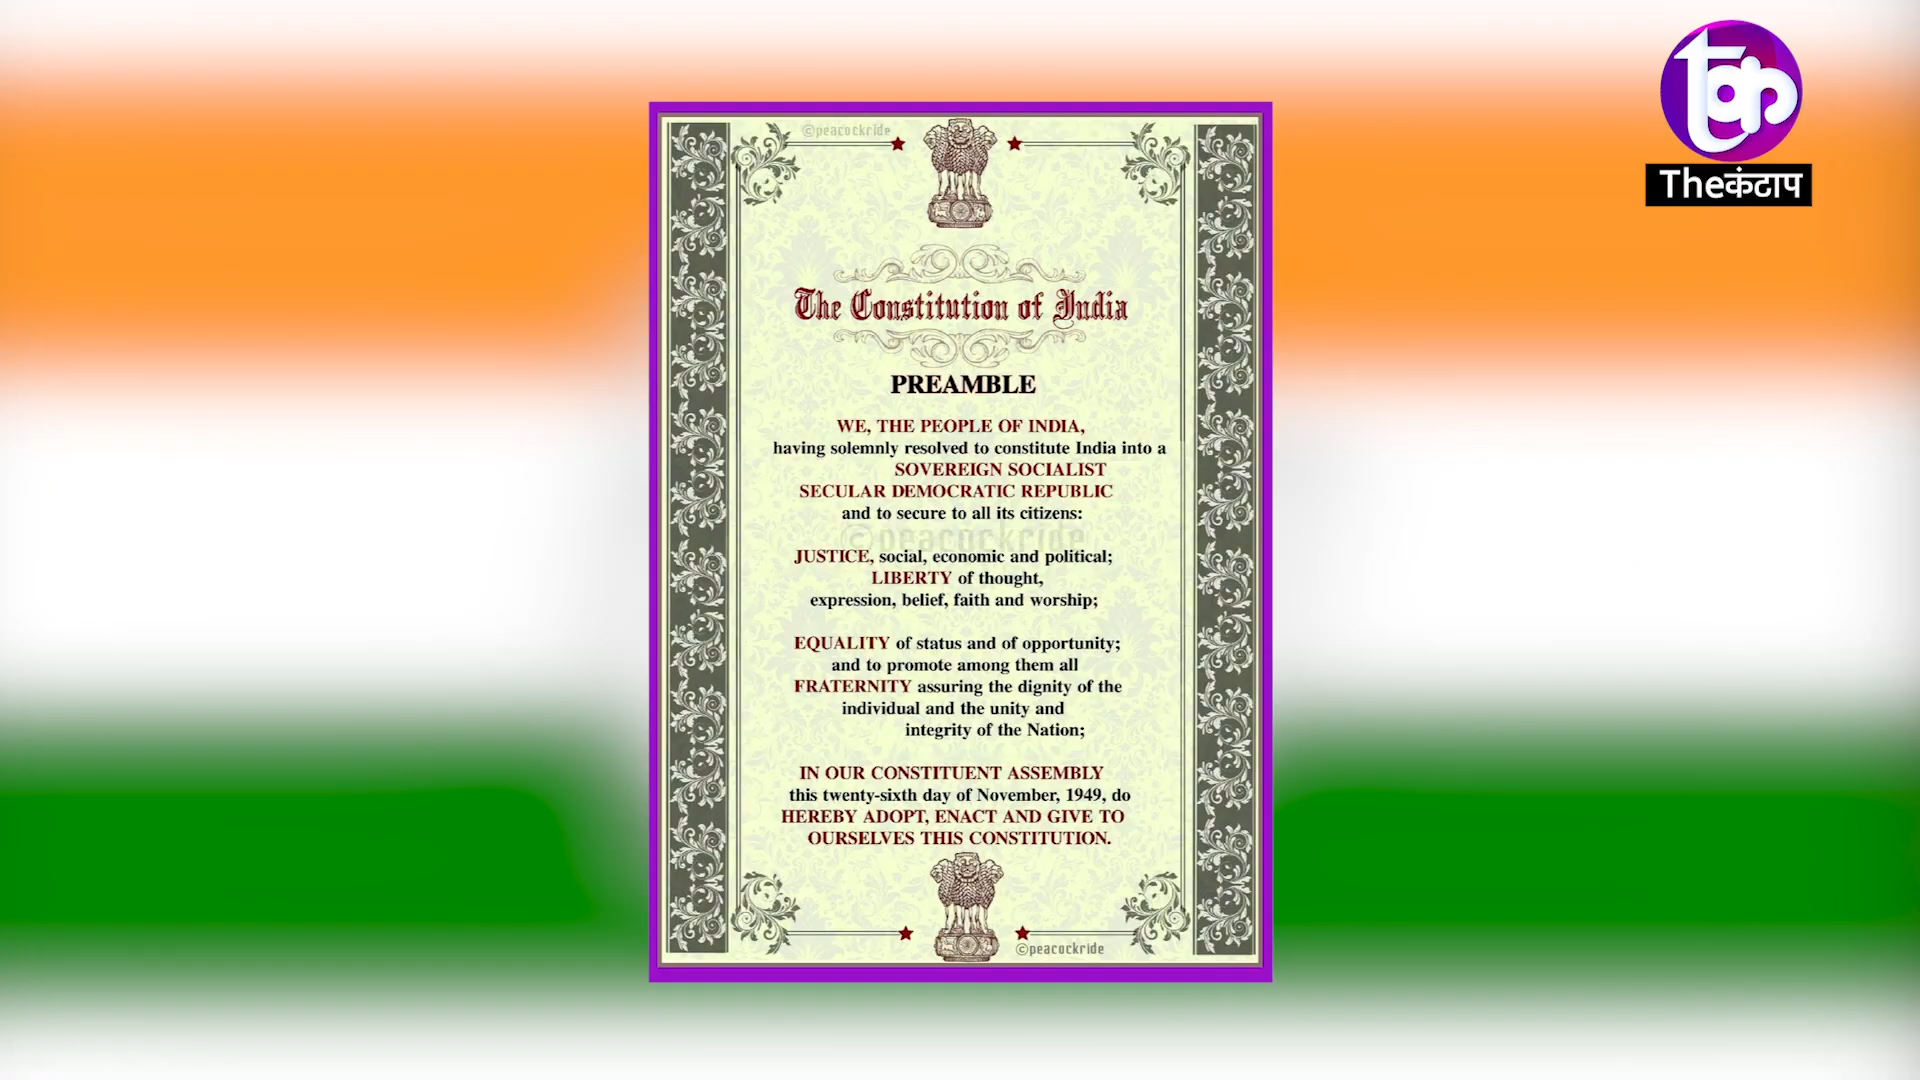 ©peacockride
The Constitution of India
PREAMBLE
WE, THE PEOPLE OF INDIA,
having solemnly resolved to constitute India into a
SOVEREIGN SOCIALIST
SECULAR DEMOCRATIC REPUBLIC
and to secure to all its citizens:
©peacockride
JUSTICE, social, economic and political;
LIBERTY of thought,
expression, belief, faith and worship;
EQUALITY of status and of opportunity;
and to promote among them all
FRATERNITY assuring the dignity of the
individual and the unity and
integrity of the Nation;
IN OUR CONSTITUENT ASSEMBLY
this twenty-sixth day of November, 1949, do
HEREBY ADOPT, ENACT AND GIVE TO
OURSELVES THIS CONSTITUTION.
©peacockride
Theकंटाप